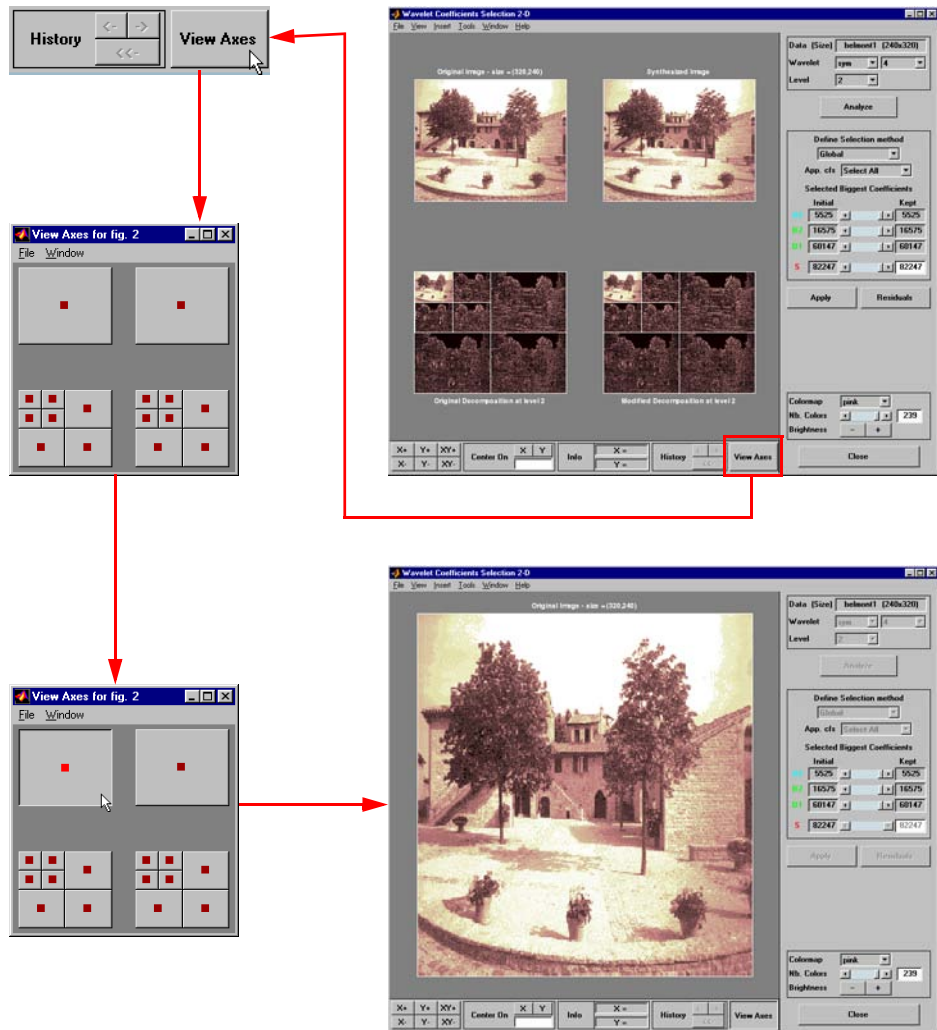 History
<-
->
<<-
View Axes
Wavelet Coefficients Selection 2-D
File View Insert Tools Window Help
Original Image - size = (320,240)
Synthesized Image
Original Decomposition at level 2
Modified Decomposition at level 2
Data (Size) belmont1 (240x320)
Wavelet sym 4
Level 2
Analyze
Define Selection method
Global
App. cfs Select All
Selected Biggest Coefficients
Initial Kept
5525 5525
16575 16575
D1 60147 60147
S 82247 82247
Apply Residuals
Colormap pink
Nb. Colors 239
Brightness - +
X+ Y+ XY+
X- Y- XY-
Center On X Y
Info X =
Y =
History <- ->
<<-
View Axes
Close
View Axes for fig. 2
File Window
View Axes for fig. 2
File Window
Wavelet Coefficients Selection 2-D
File View Insert Tools Window Help
Original Image - size = (320,240)
Data (Size) belmont1 (240x320)
Wavelet sym 4
Level 2
Analyze
Define Selection method
Global
App. cfs Select All
Selected Biggest Coefficients
Initial Kept
5525 5525
16575 16575
D1 60147 60147
S 82247 82247
Apply Residuals
Colormap pink
Nb. Colors 239
Brightness - +
X+ Y+ XY+
X- Y- XY-
Center On X Y
Info X =
Y =
History <- ->
<<-
View Axes
Close